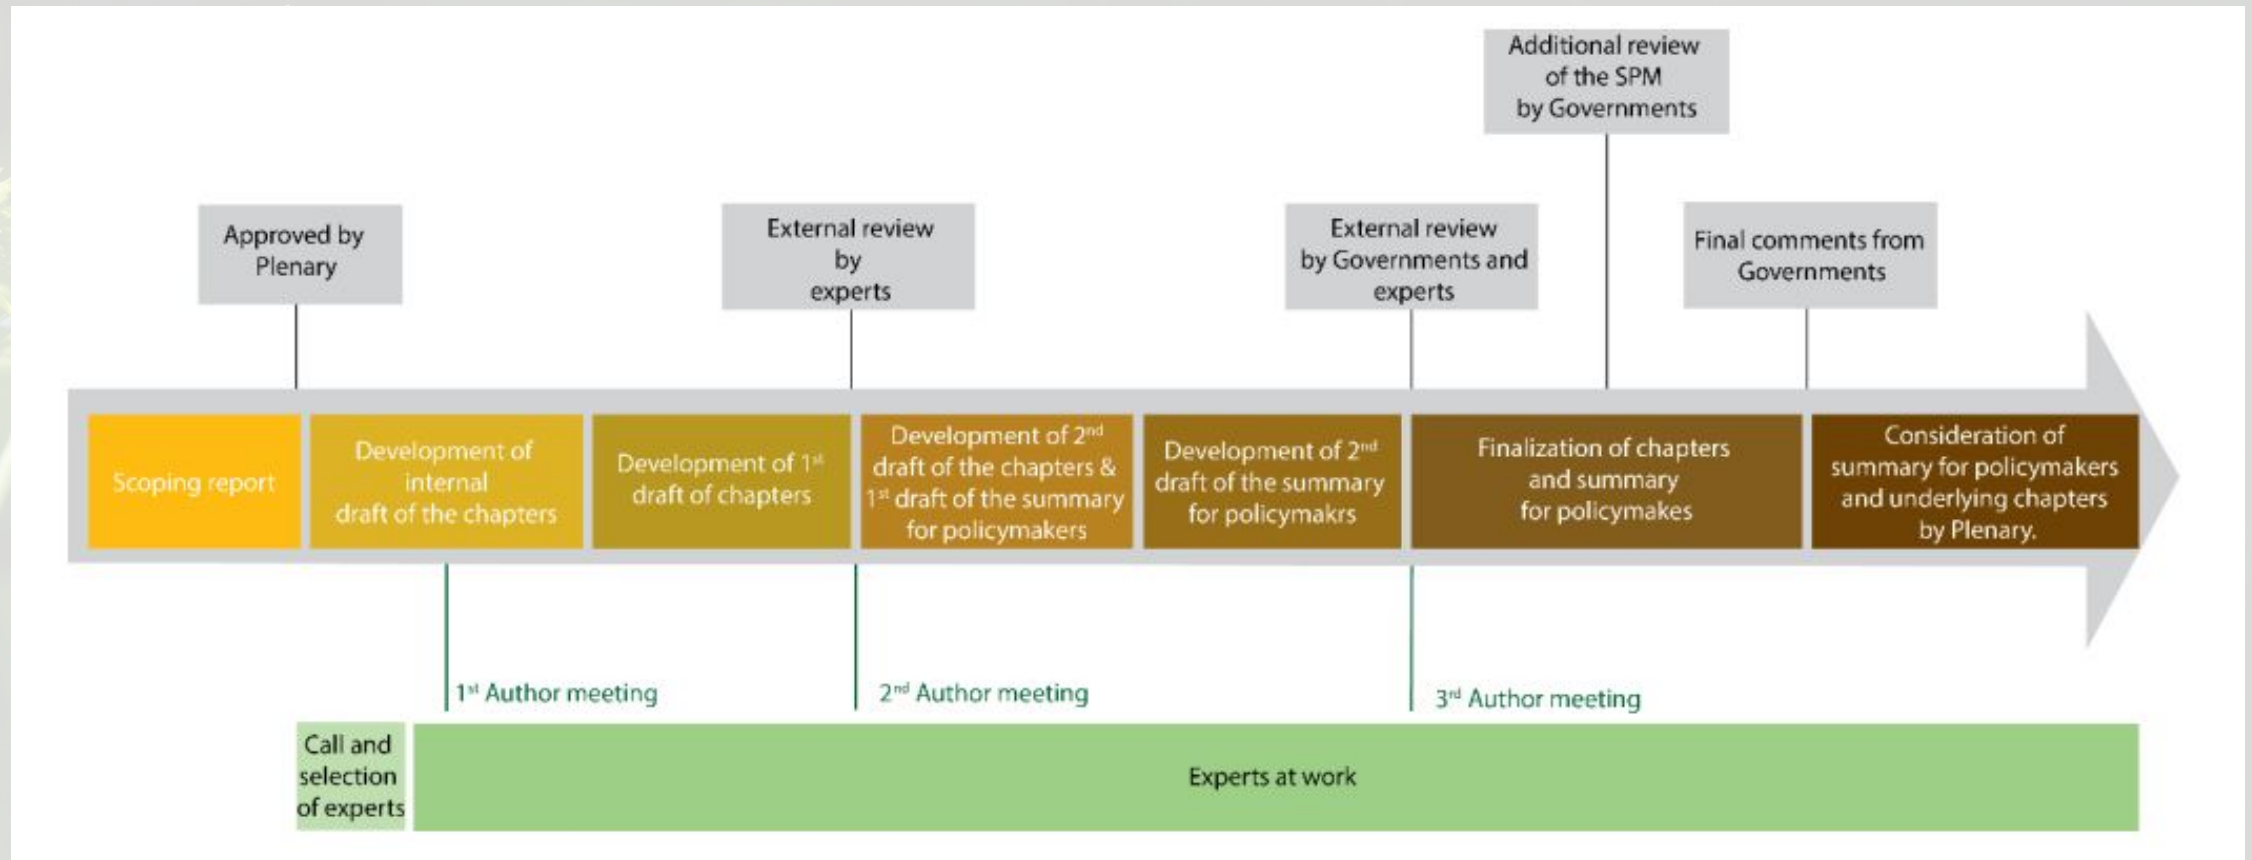 Additional review
of the SPM
by Governments
Approved by
Plenary
External review
by
experts
External review
by Governments and
experts
Final comments from
Governments
Scoping report
Development of
internal
draft of the chapters
Development of 1st
draft of chapters
Development of 2nd
draft of the chapters &
1st draft of the summary
for policymakers
Development of 2nd
draft of the summary
for policymakrs
Finalization of chapters
and summary
for policymakes
Consideration of
summary for policymakers
and underlying chapters
by Plenary.
1st Author meeting
2nd Author meeting
3rd Author meeting
Call and
selection
of experts
Experts at work